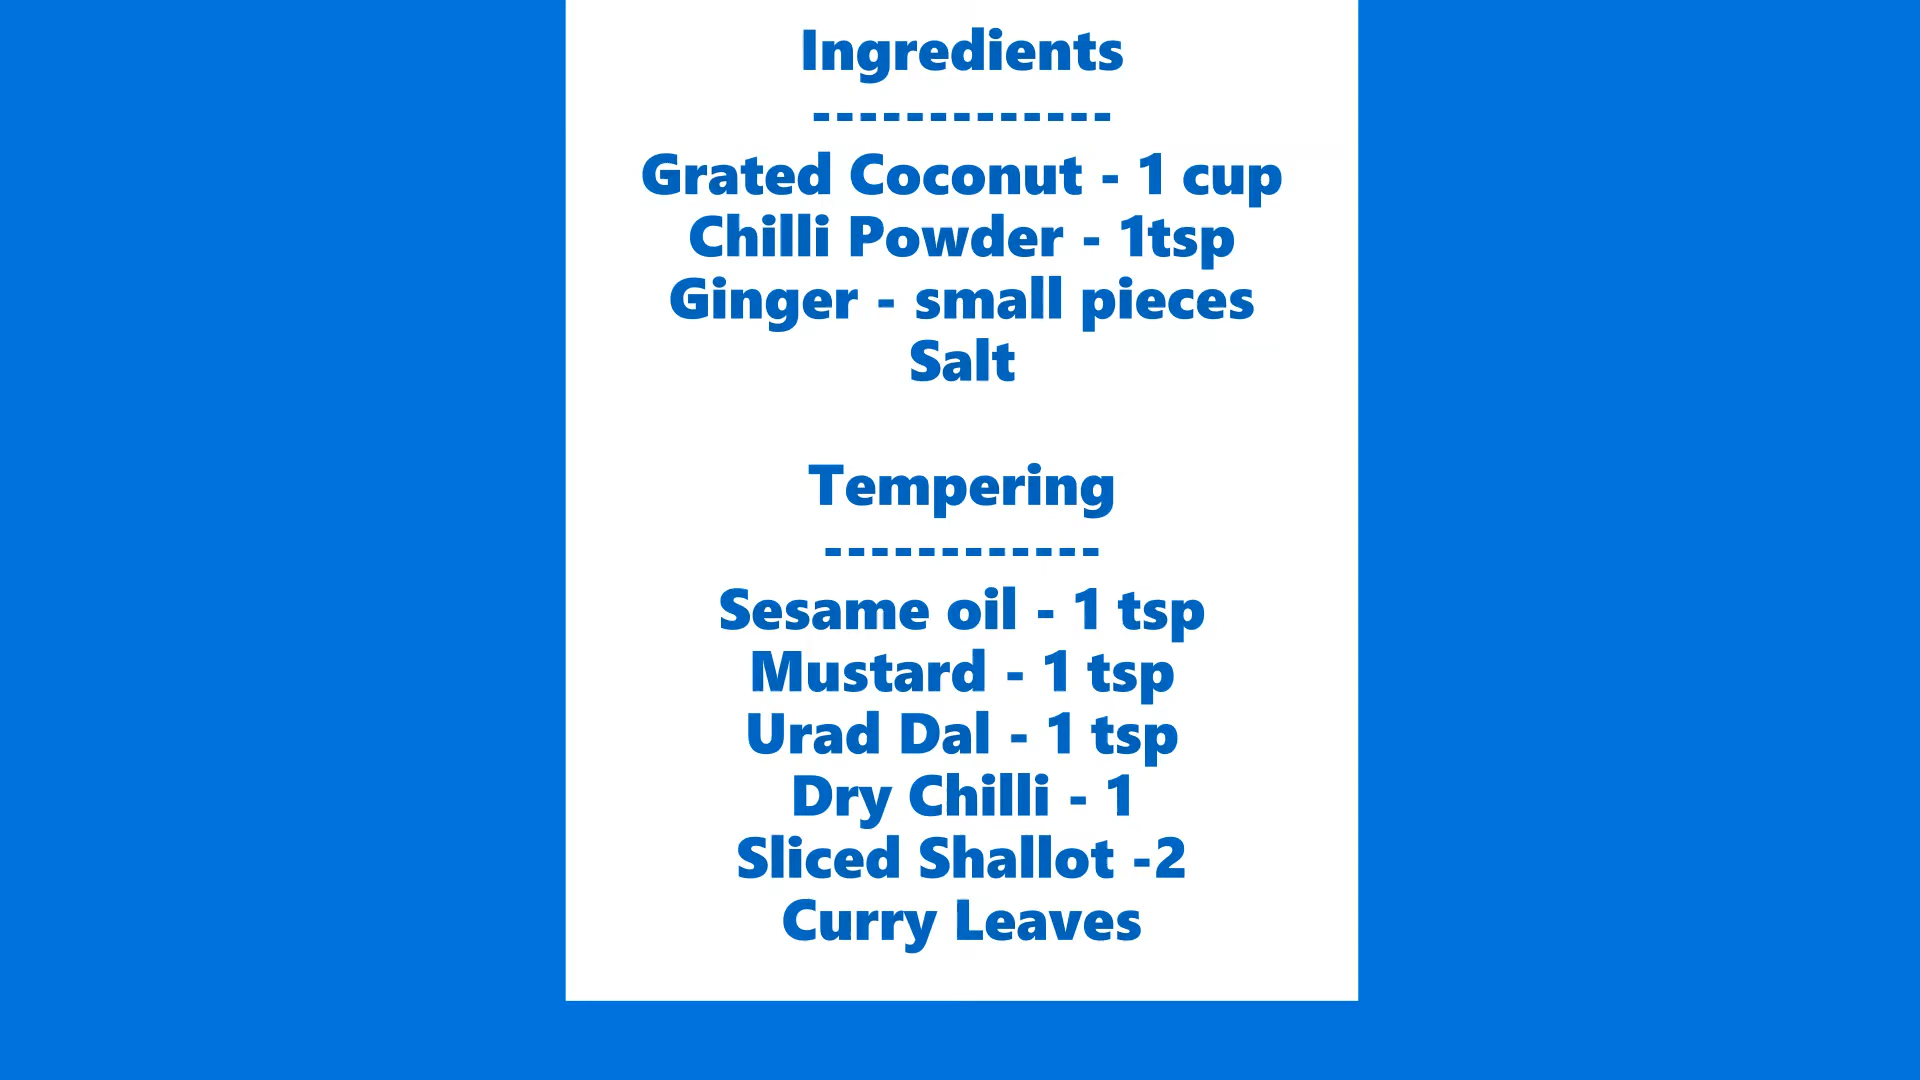 Ingredients
-------------
Grated Coconut - 1 cup
Chilli Powder - 1tsp
Ginger - small pieces
Salt
Tempering
------------
Sesame oil - 1 tsp
Mustard - 1 tsp
Urad Dal - 1 tsp
Dry Chilli - 1
Sliced Shallot -2
Curry Leaves